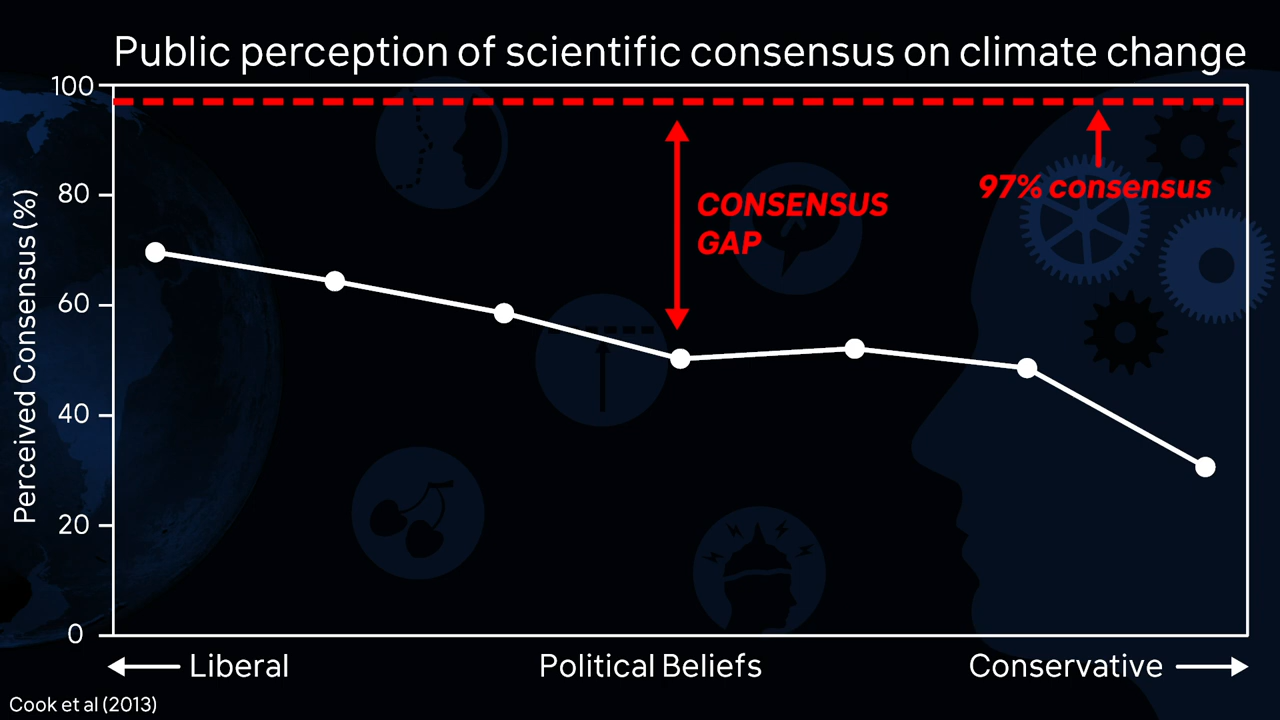 Public perception of scientific consensus on climate change
100
80
60
40
20
0
Perceived Consensus (%)
97% consensus
CONSENSUS
GAP
Liberal
Political Beliefs
Conservative
Cook et al (2013)